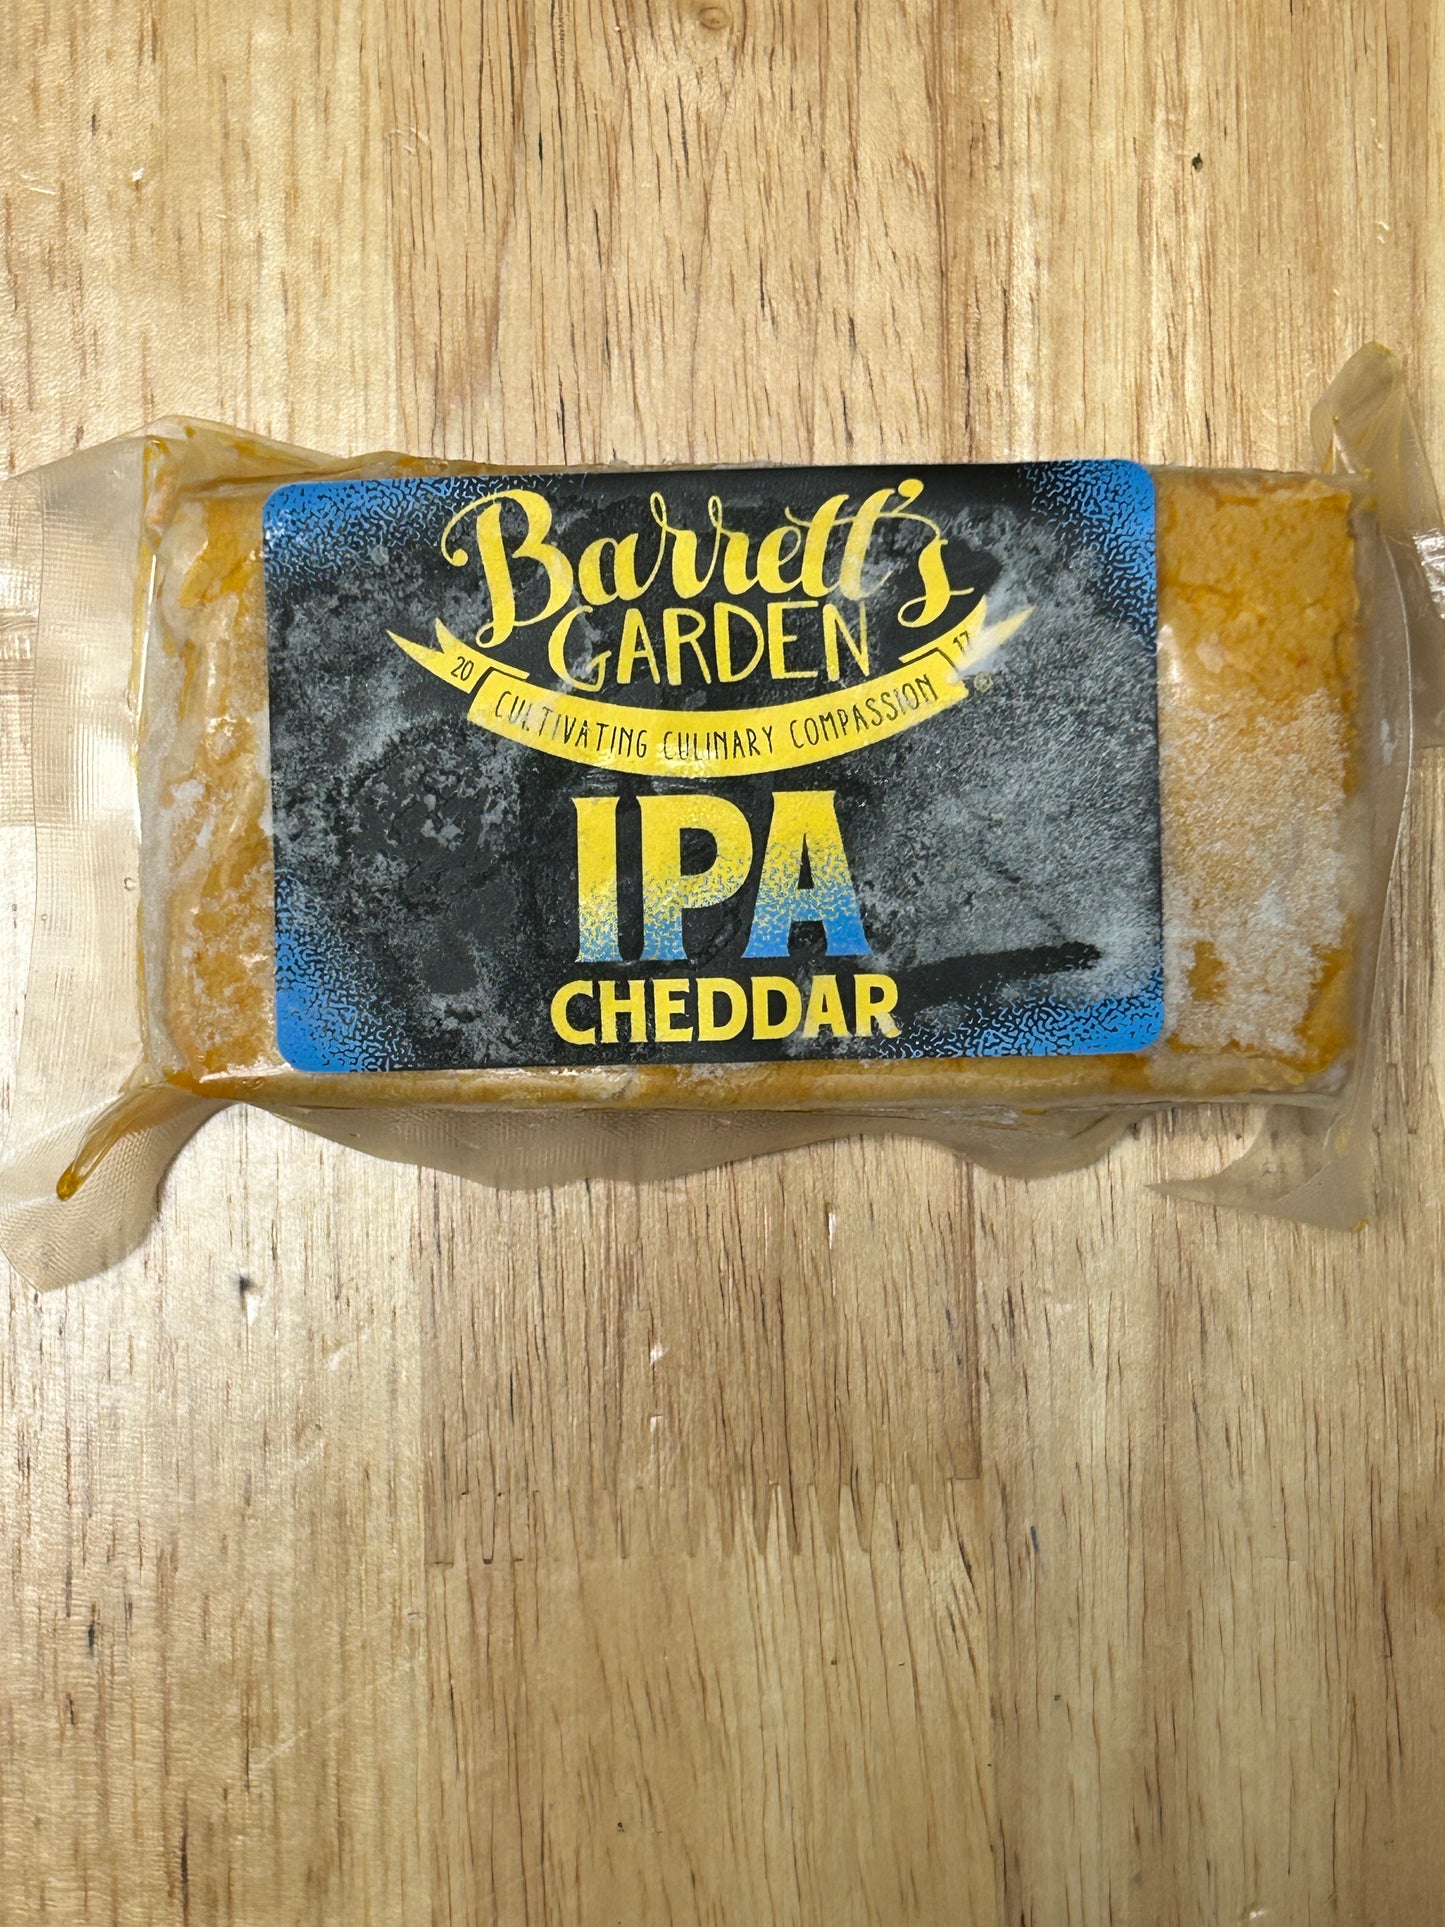 Barrett's
GARDEN
20 17
CULTIVATING CULINARY COMPASSION ®
IPA
CHEDDAR